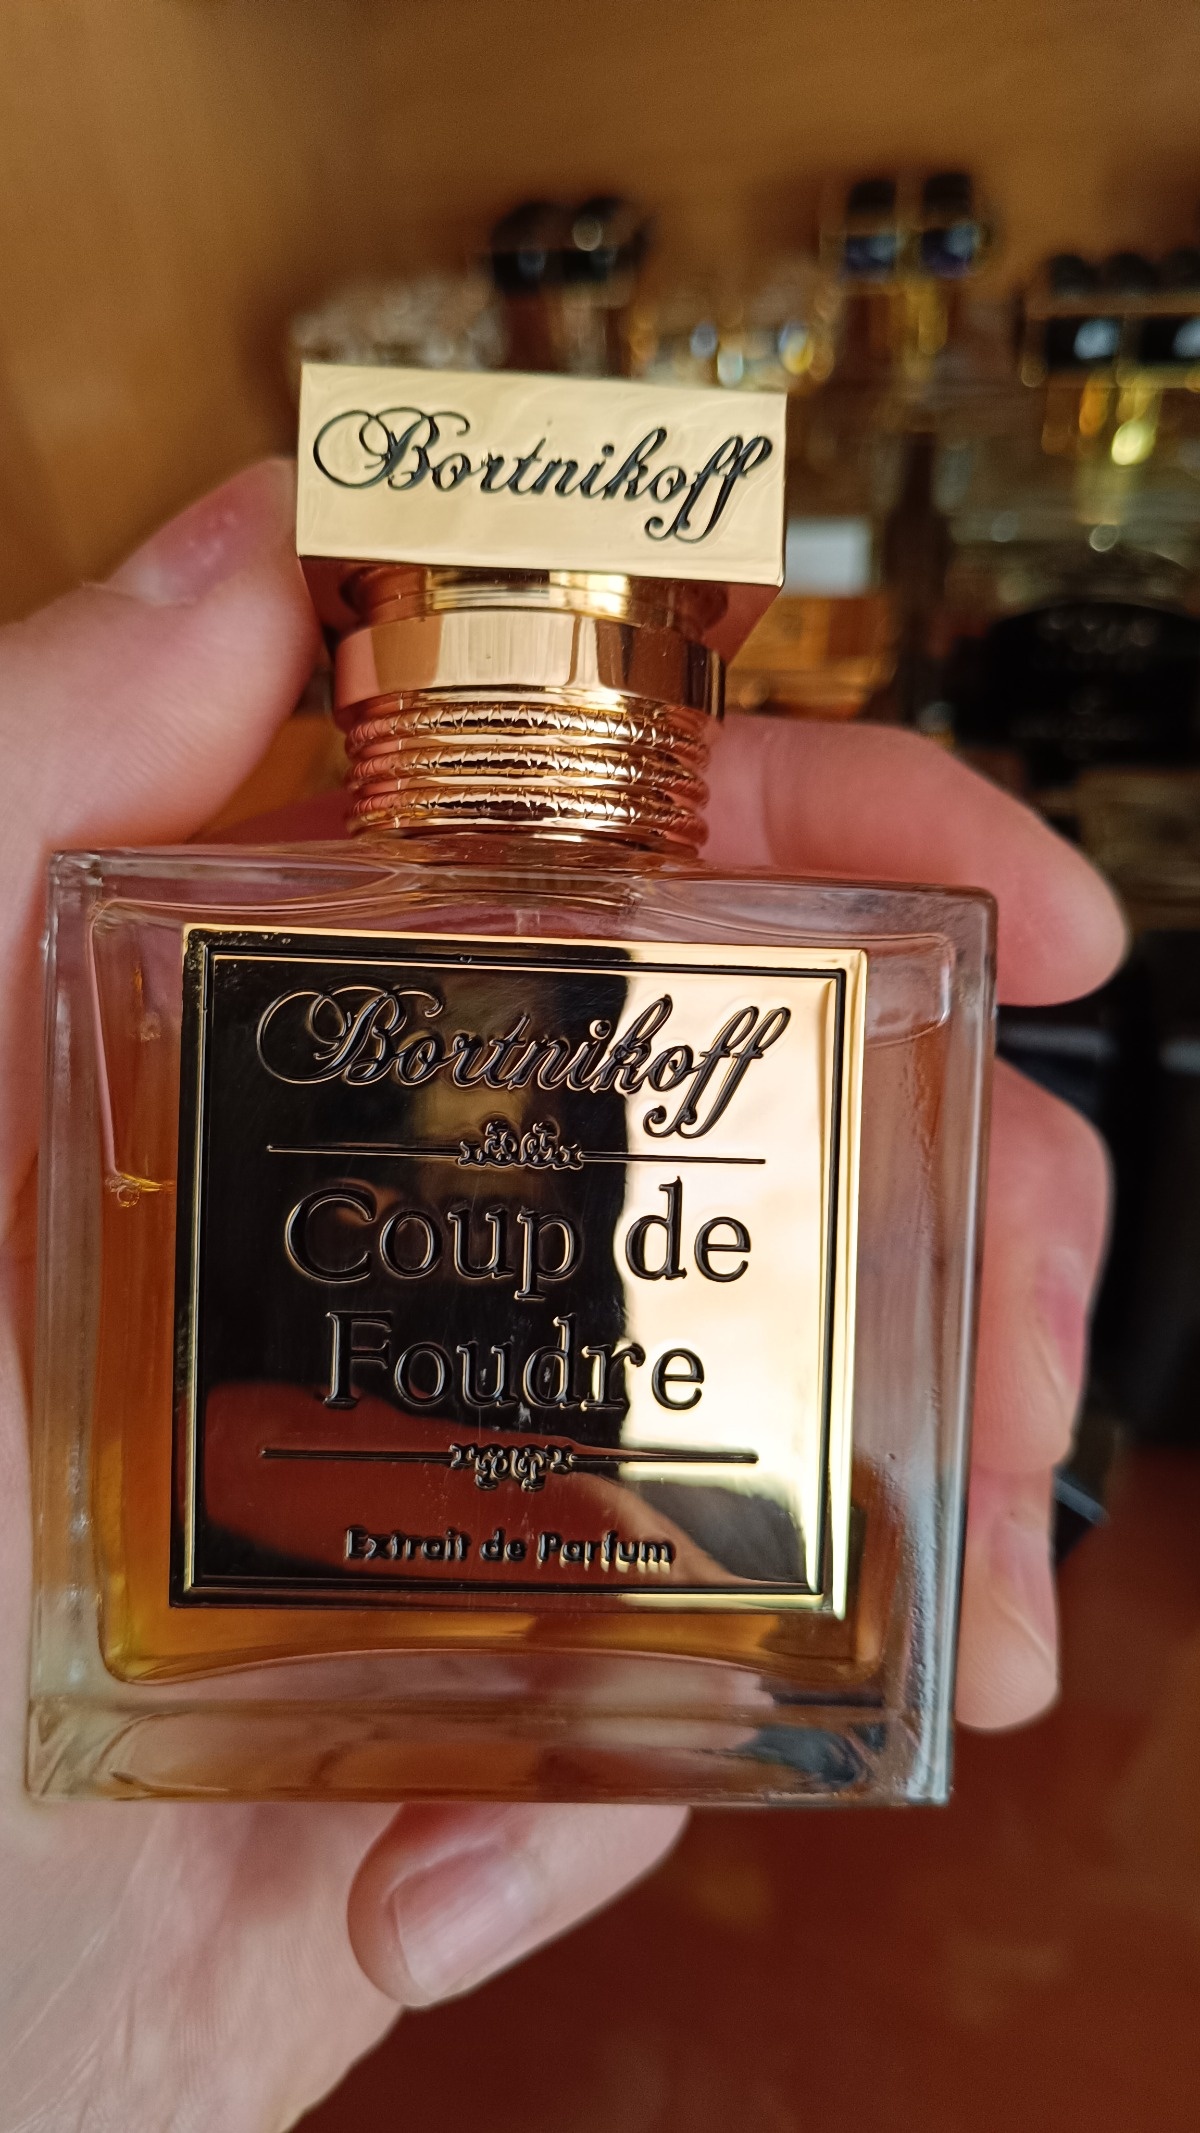 Bortnikoff
Bortnikoff
Coup de
Foudre
Extrait de Parfum